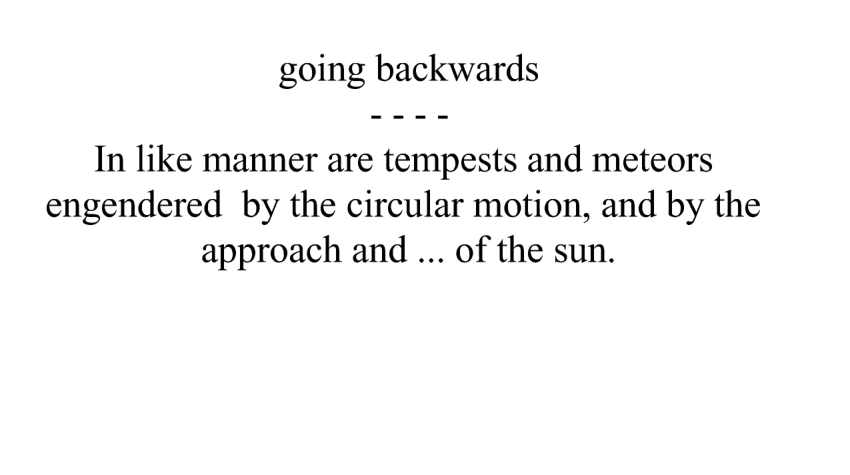 going backwards
- - - -
In like manner are tempests and meteors
engendered  by the circular motion, and by the
approach and ... of the sun.